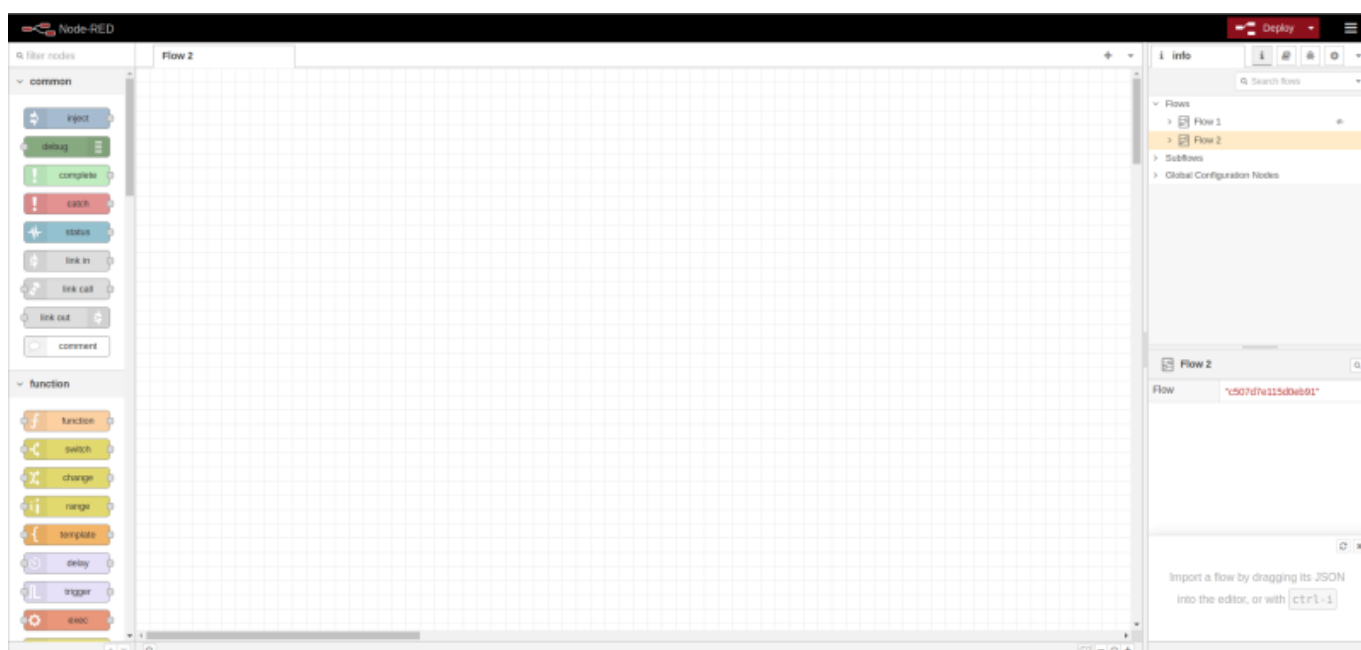 Node-RED
Deploy
filter nodes
Flow 2
i info
i
Search flows
common
inject
debug
complete
catch
status
link in
link call
link out
comment
function
function
switch
change
range
template
delay
trigger
exec
Flows
Flow 1
Flow 2
Subflows
Global Configuration Nodes
Flow 2
Flow "c507d7e115d0eb91"
Import a flow by dragging its JSON
into the editor, or with ctrl-i